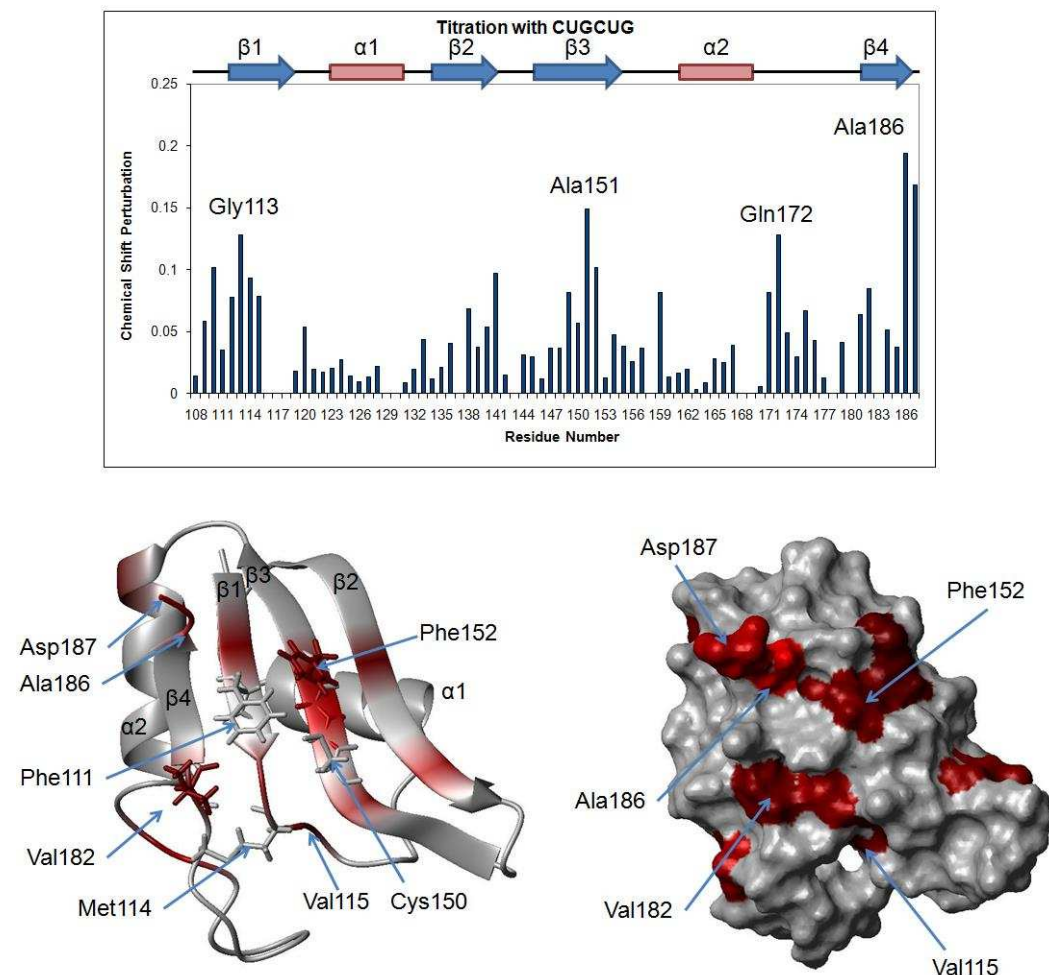 Titration with CUGCUG
β1 α1 β2 β3 α2 β4
0.25
0.2
0.15
0.1
0.05
0
Chemical Shift Perturbation
Gly113
Ala151
Gln172
Ala186
108 111 114 117 120 123 126 129 132 135 138 141 144 147 150 153 156 159 162 165 168 171 174 177 180 183 186
Residue Number
β1 β3 β2
Asp187
Ala186
β4
α2
Phe111
Val182
Met114
Val115
Cys150
Phe152
α1
Asp187
Phe152
Ala186
Val182
Val115